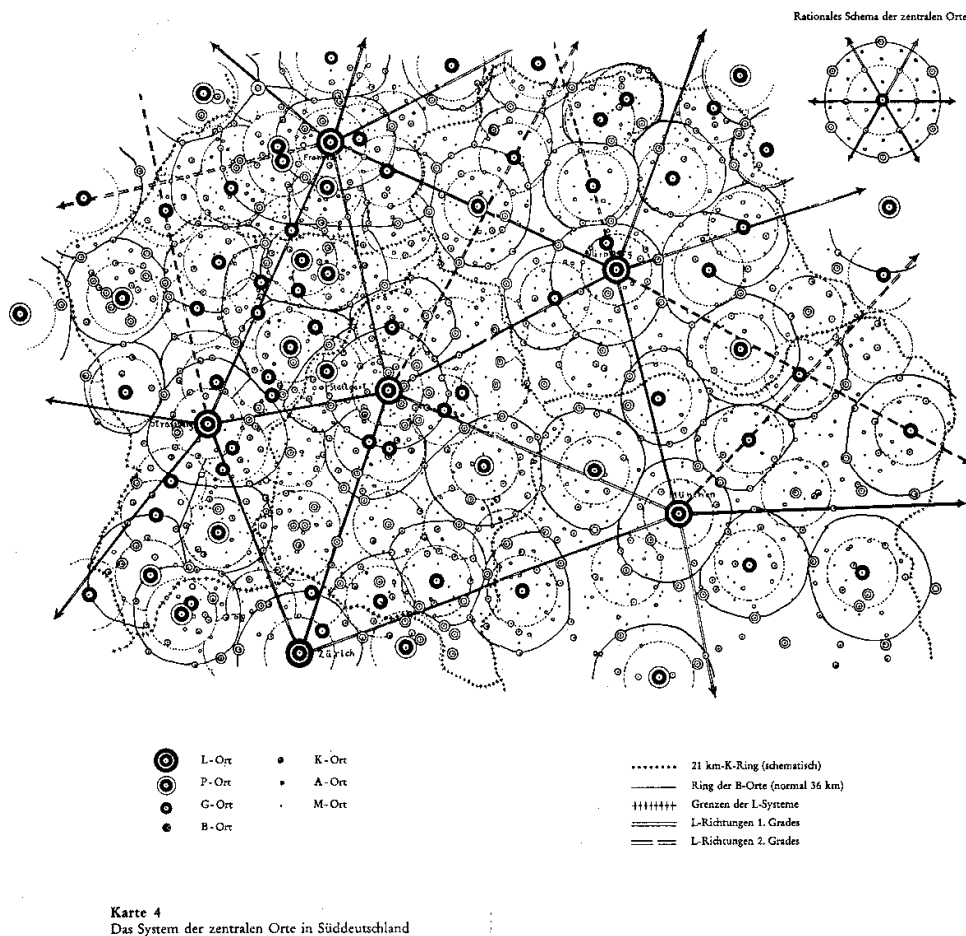 Rationales Schema der zentralen Orte
Frankfurt
Nürnberg
Stuttgart
Strassburg
München
Zürich
L-Ort
P-Ort
G-Ort
B-Ort
K-Ort
A-Ort
M-Ort
21 km-K-Ring (schematisch)
Ring der B-Orte (normal 36 km)
Grenzen der L-Systeme
L-Richtungen 1. Grades
L-Richtungen 2. Grades
Karte 4
Das System der zentralen Orte in Süddeutschland